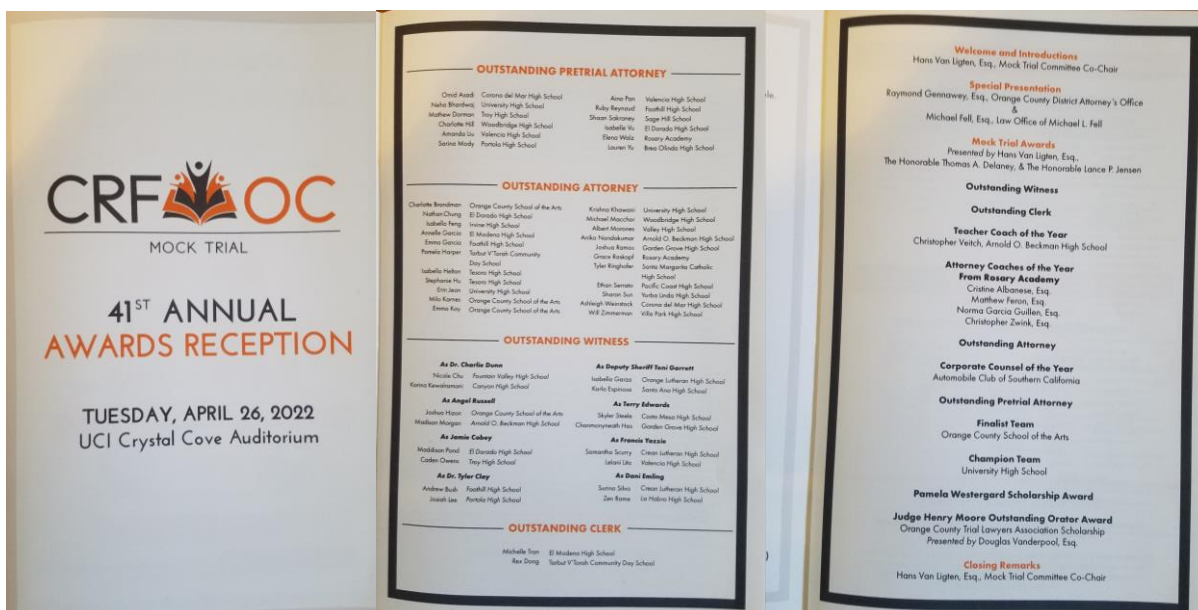 CRF OC
MOCK TRIAL
41ST ANNUAL
AWARDS RECEPTION
TUESDAY, APRIL 26, 2022
UCI Crystal Cove Auditorium
OUTSTANDING PRETRIAL ATTORNEY
Omid Asadi Corona del Mar High School
Neha Bhardwaj University High School
Mathew Dorman Troy High School
Charlotte Hill Woodbridge High School
Amanda Liu Valencia High School
Sarina Mody Portola High School
Aina Pan Valencia High School
Ruby Reynaud Foothill High School
Shaan Sakraney Sage Hill School
Isabelle Vu El Dorado High School
Elena Walz Rosary Academy
Lauren Yu Brea Olinda High School
OUTSTANDING ATTORNEY
Charlotte Brandman Orange County School of the Arts
Nathan Chung El Dorado High School
Isabella Feng Irvine High School
Annelle Garcia El Modena High School
Emma Garcia Foothill High School
Pamela Harper Tarbut V'Torah Community
Day School
Isabella Helton Tesoro High School
Stephanie Hu Tesoro High School
Erin Jean University High School
Milo Karnes Orange County School of the Arts
Emma Kay Orange County School of the Arts
Krishna Khawani University High School
Michael Macchar Woodbridge High School
Albert Morones Valley High School
Anika Nandakumar Arnold O. Beckman High School
Joshua Ramos Garden Grove High School
Grace Raskopf Rosary Academy
Tyler Ringhofer Santa Margarita Catholic
High School
Ethan Serrato Pacific Coast High School
Sharon Sun Yorba Linda High School
Ashleigh Weinstock Corona del Mar High School
Will Zimmerman Villa Park High School
OUTSTANDING WITNESS
As Dr. Charlie Dunn
Nicole Chu Fountain Valley High School
Karina Kewalramani Canyon High School
As Angel Russell
Joshua Hizon Orange County School of the Arts
Madison Morgan Arnold O. Beckman High School
As Jamie Cobey
Maddison Pond El Dorado High School
Caden Owens Troy High School
As Dr. Tyler Clay
Andrew Bush Foothill High School
Josiah Lee Portola High School
As Deputy Sheriff Toni Garrett
Isabella Garza Orange Lutheran High School
Karla Espinoza Santa Ana High School
As Terry Edwards
Skyler Steele Costa Mesa High School
Chanmonyneath Hao Garden Grove High School
As Francis Yazzie
Samantha Scurry Crean Lutheran High School
Leilani Lita Valencia High School
As Dani Emling
Sunna Silva Crean Lutheran High School
Zen Rame La Habra High School
OUTSTANDING CLERK
Michelle Tran El Modena High School
Rex Dong Tarbut V'Torah Community Day School
Welcome and Introductions
Hans Van Ligten, Esq., Mock Trial Committee Co-Chair
Special Presentation
Raymond Gennawey, Esq., Orange County District Attorney's Office
&
Michael Fell, Esq., Law Office of Michael L. Fell
Mock Trial Awards
Presented by Hans Van Ligten, Esq.,
The Honorable Thomas A. Delaney, & The Honorable Lance P. Jensen
Outstanding Witness
Outstanding Clerk
Teacher Coach of the Year
Christopher Veitch, Arnold O. Beckman High School
Attorney Coaches of the Year
From Rosary Academy
Cristine Albanese, Esq.
Matthew Feron, Esq.
Norma Garcia Guillen, Esq.
Christopher Zwink, Esq.
Outstanding Attorney
Corporate Counsel of the Year
Automobile Club of Southern California
Outstanding Pretrial Attorney
Finalist Team
Orange County School of the Arts
Champion Team
University High School
Pamela Westergard Scholarship Award
Judge Henry Moore Outstanding Orator Award
Orange County Trial Lawyers Association Scholarship
Presented by Douglas Vanderpool, Esq.
Closing Remarks
Hans Van Ligten, Esq., Mock Trial Committee Co-Chair